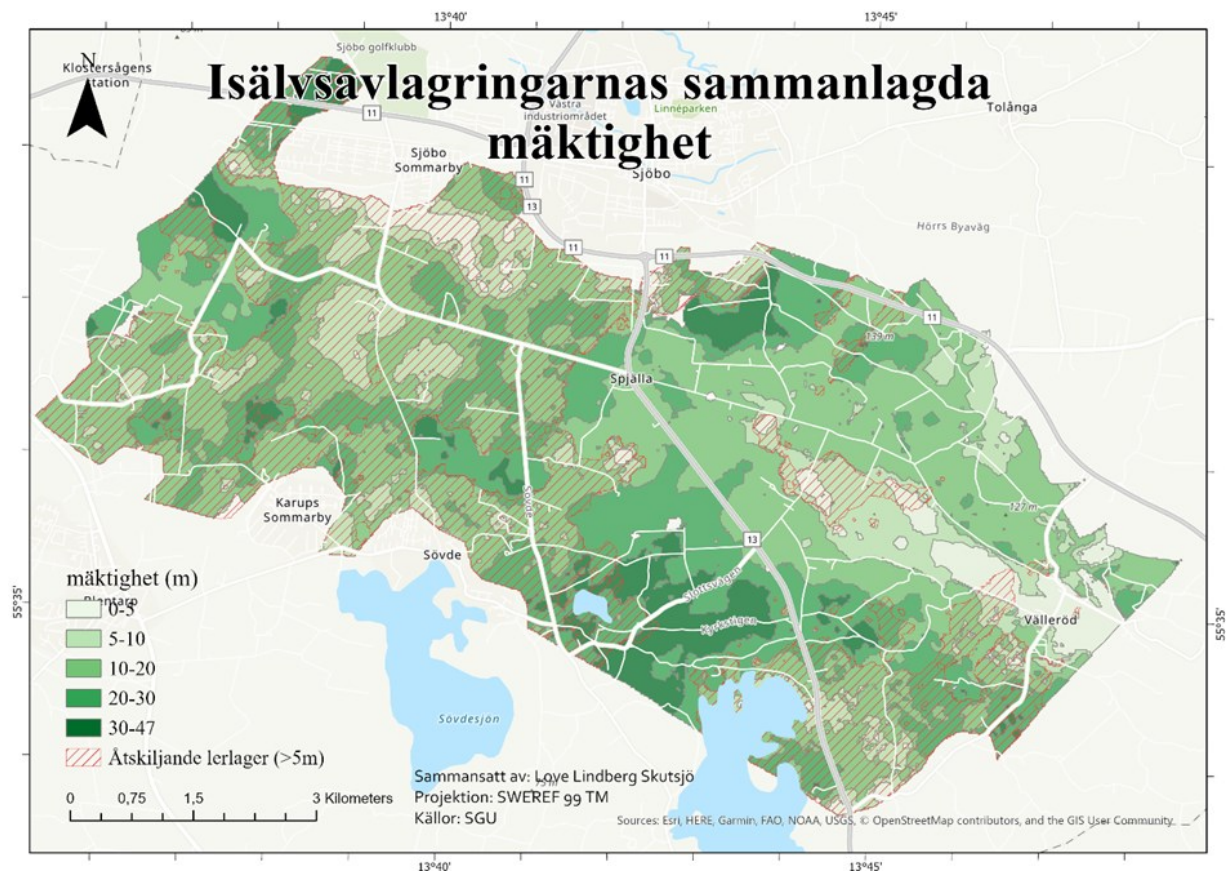 13°40'
13°45'
Sjöbo golfklubb
N
Klostersågens
Station
Isälvsavlagringarnas sammanlagda
mäktighet
11
Västra
industriområdet
Linnéparken
Tolånga
Sjöbo
Sommarby
Sjöbo
11
13
11
11
Hörrs Byaväg
11
139 m
Spjälla
Sövde
127 m
Karups
Sommarby
13
Sövde
Slottsvägen
Kyrkstigen
Välleröd
55°35'
55°35'
mäktighet (m)
0-5
5-10
10-20
20-30
30-47
Åtskiljande lerlager (>5m)
Sövdesjön
0 0,75 1,5 3 Kilometers
Sammansatt av: Love Lindberg Skutsjö
Projektion: SWEREF 99 TM
Källor: SGU
Sources: Esri, HERE, Garmin, FAO, NOAA, USGS, © OpenStreetMap contributors, and the GIS User Community
13°40'
13°45'